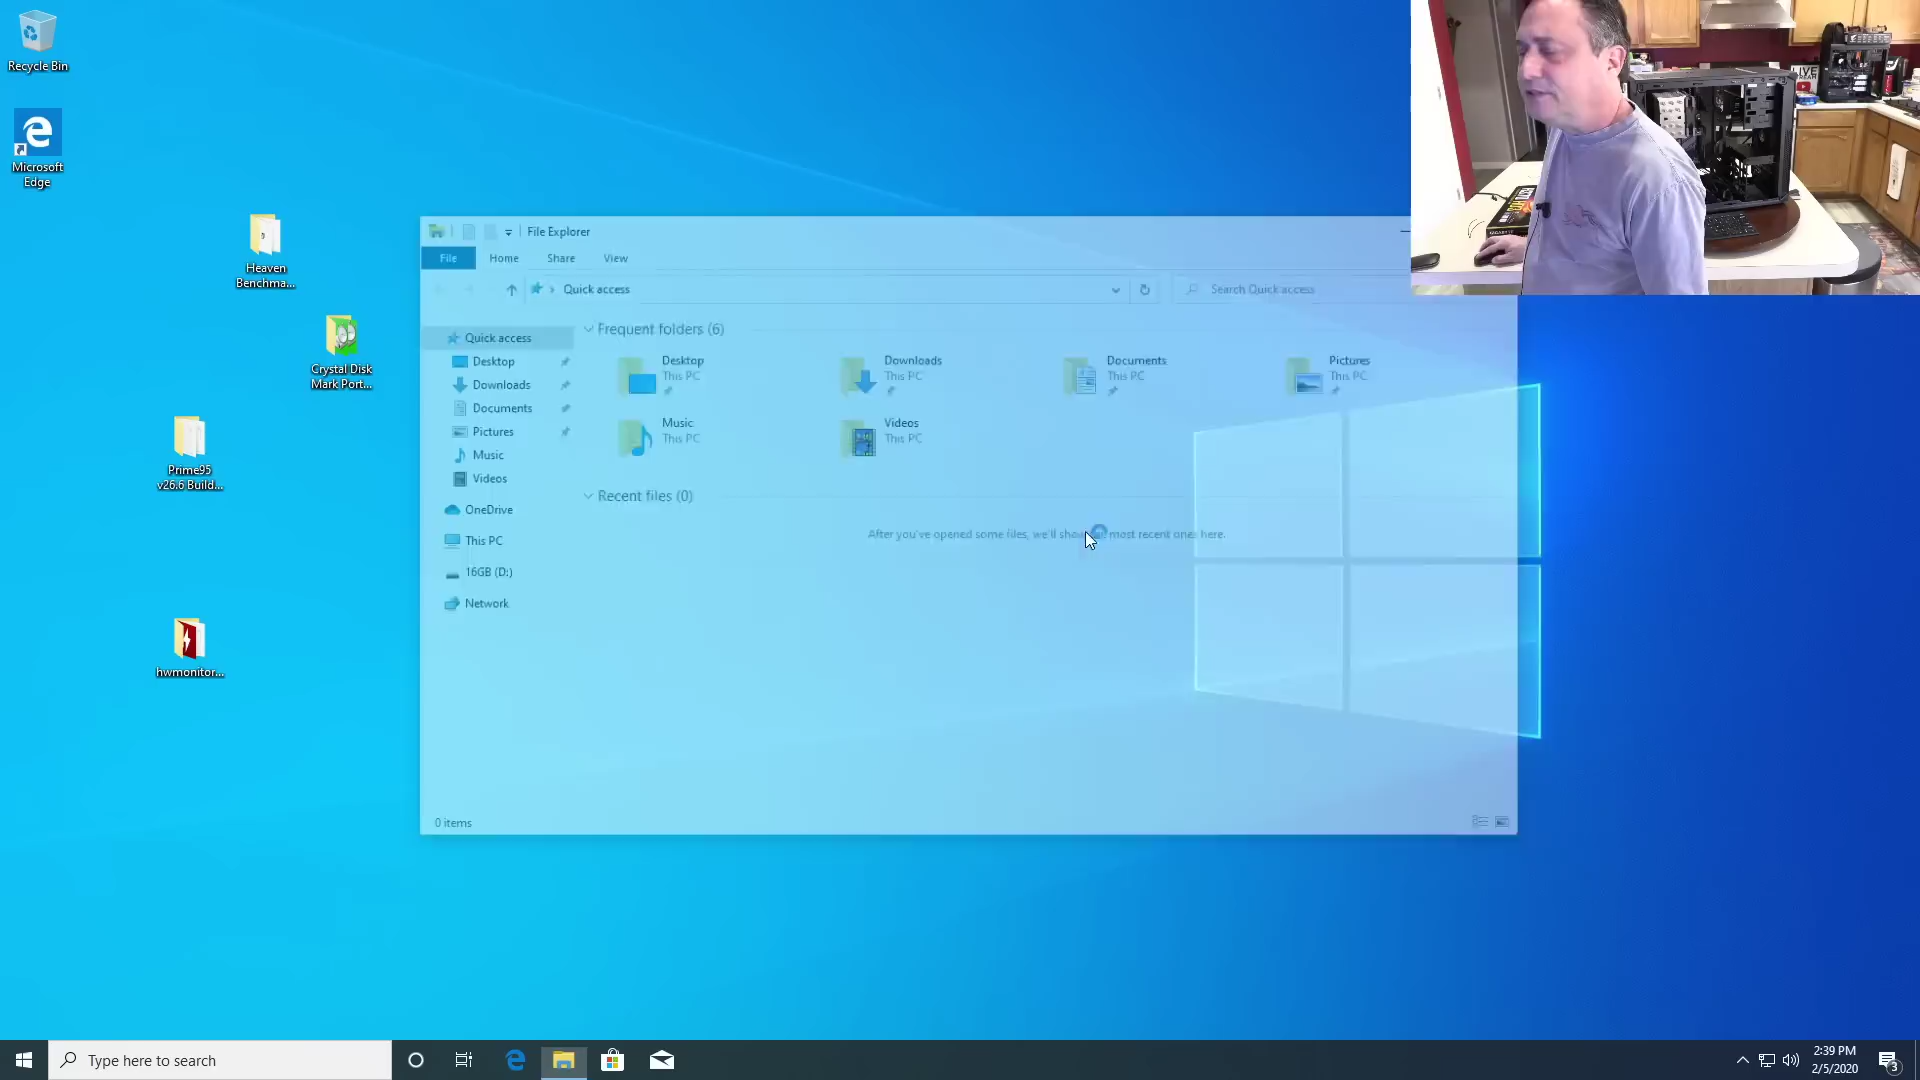 Recycle Bin
Microsoft
Edge
Heaven
Benchma...
Crystal Disk
Mark Port...
Prime95
v26.6 Build...
hwmonitor...
File Explorer
File
Home
Share
View
Quick access
Search Quick access
Quick access
Desktop
Downloads
Documents
Pictures
Music
Videos
OneDrive
This PC
16GB (D:)
Network
Frequent folders (6)
Desktop
This PC
Downloads
This PC
Documents
This PC
Pictures
This PC
Music
This PC
Videos
This PC
Recent files (0)
After you've opened some files, we'll show most recent ones here.
0 items
LIVE
Type here to search
2:39 PM
2/5/2020
3